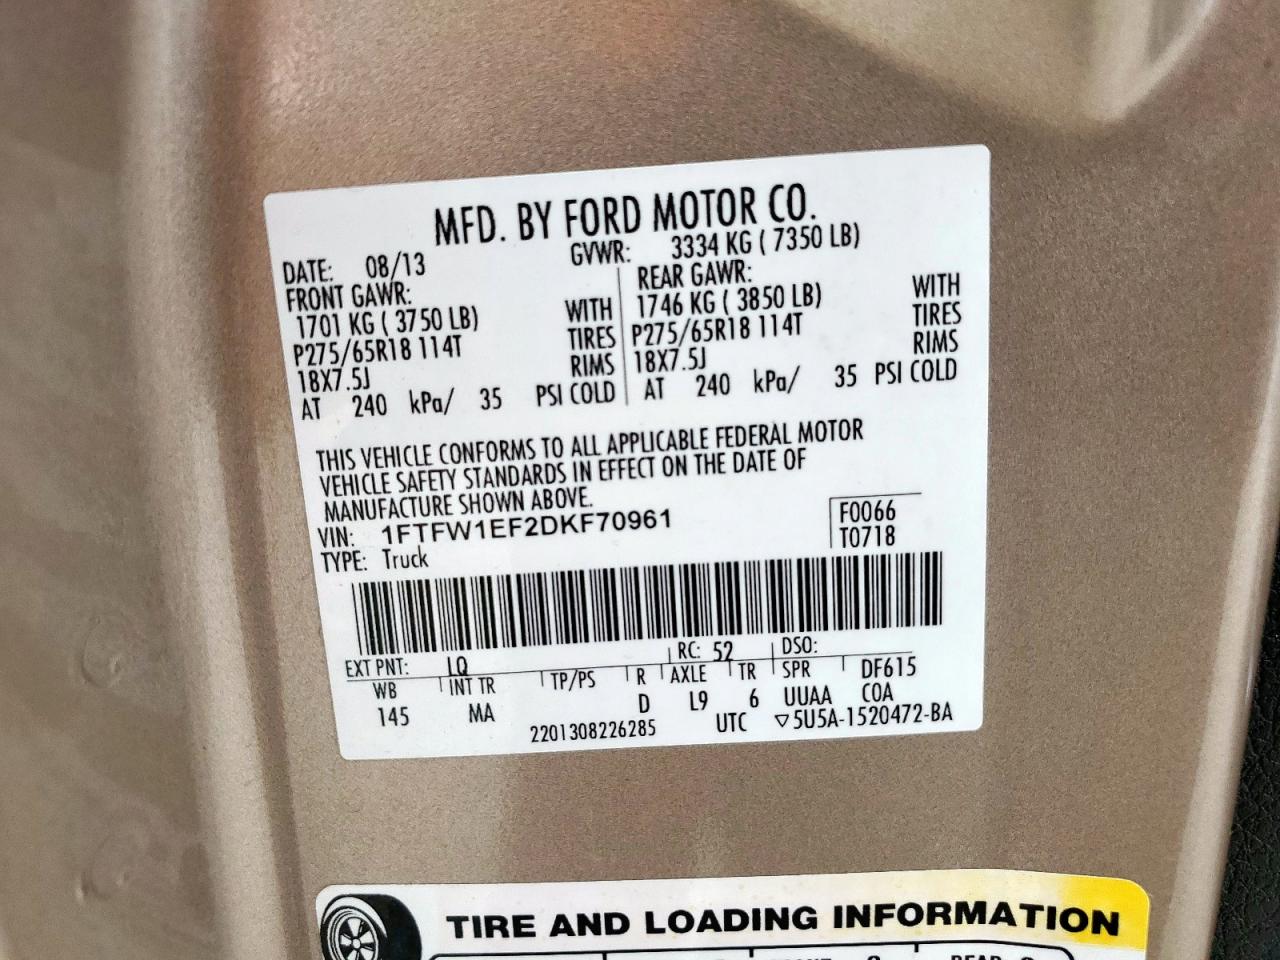 MFD. BY FORD MOTOR CO.
DATE: 08/13 GVWR: 3334 KG ( 7350 LB)
FRONT GAWR: REAR GAWR:
1701 KG ( 3750 LB) WITH 1746 KG ( 3850 LB) WITH
P275/65R18 114T TIRES P275/65R18 114T TIRES
18X7.5J RIMS 18X7.5J RIMS
AT 240 kPa/ 35 PSI COLD AT 240 kPa/ 35 PSI COLD
THIS VEHICLE CONFORMS TO ALL APPLICABLE FEDERAL MOTOR
VEHICLE SAFETY STANDARDS IN EFFECT ON THE DATE OF
MANUFACTURE SHOWN ABOVE.
VIN: 1FTFW1EF2DKF70961 F0066
TYPE: Truck T0718
EXT PNT: LQ RC: 52 DSO:
WB INT TR TP/PS R AXLE TR SPR DF615
145 MA D L9 6 UUAA COA
2201308226285 UTC ▽5U5A-1520472-BA
TIRE AND LOADING INFORMATION